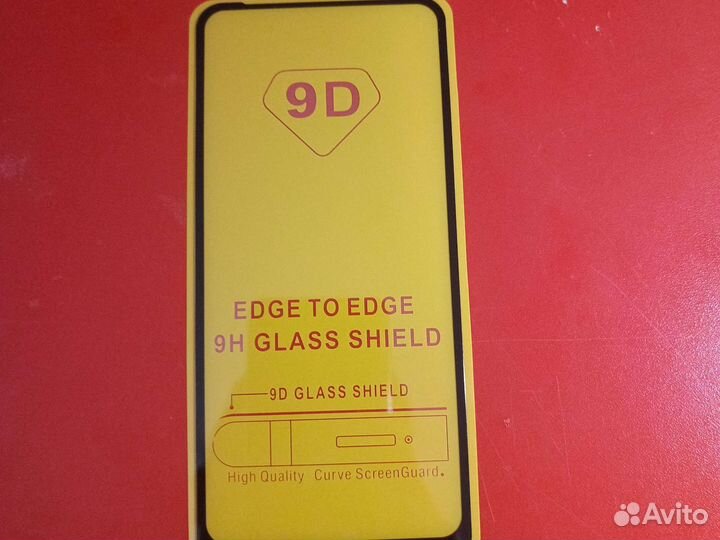 9D
EDGE TO EDGE
9H GLASS SHIELD
9D GLASS SHIELD
High Quality Curve ScreenGuard.
Avito